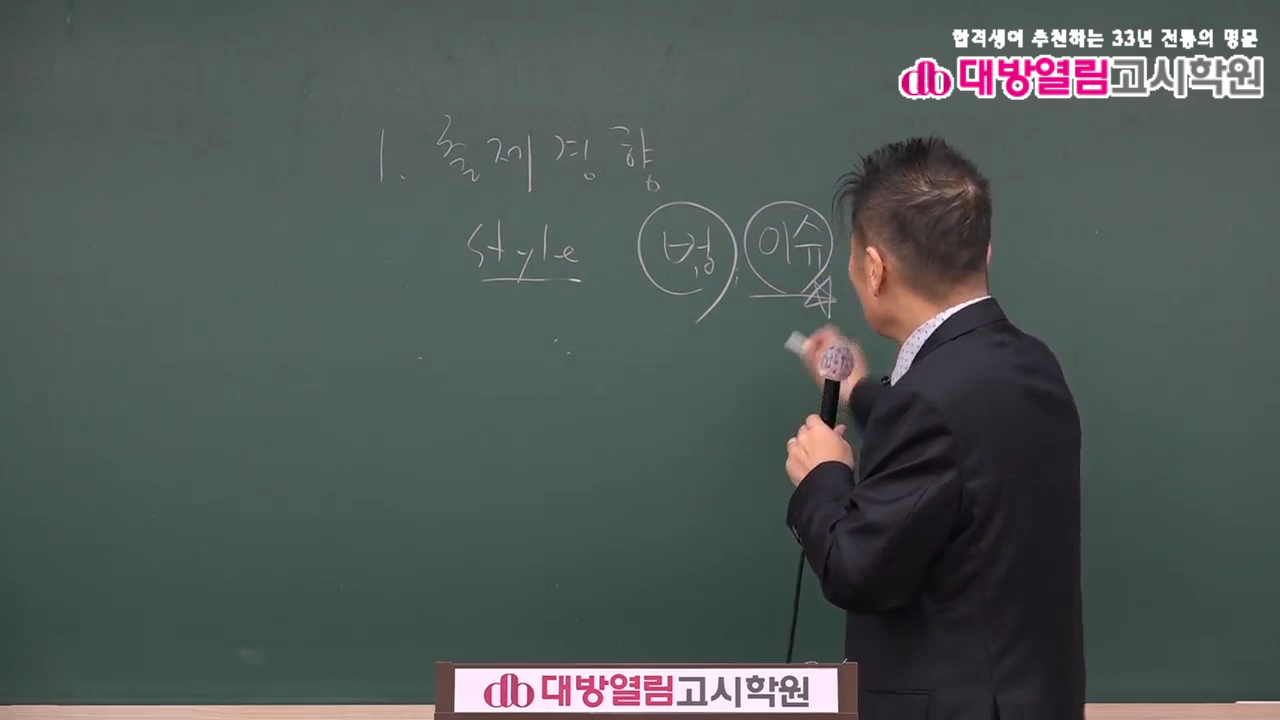 합격생이 추천하는 33년 전통의 명문
대방열림고시학원
1. 출제경향
style 법, 이슈
대방열림고시학원